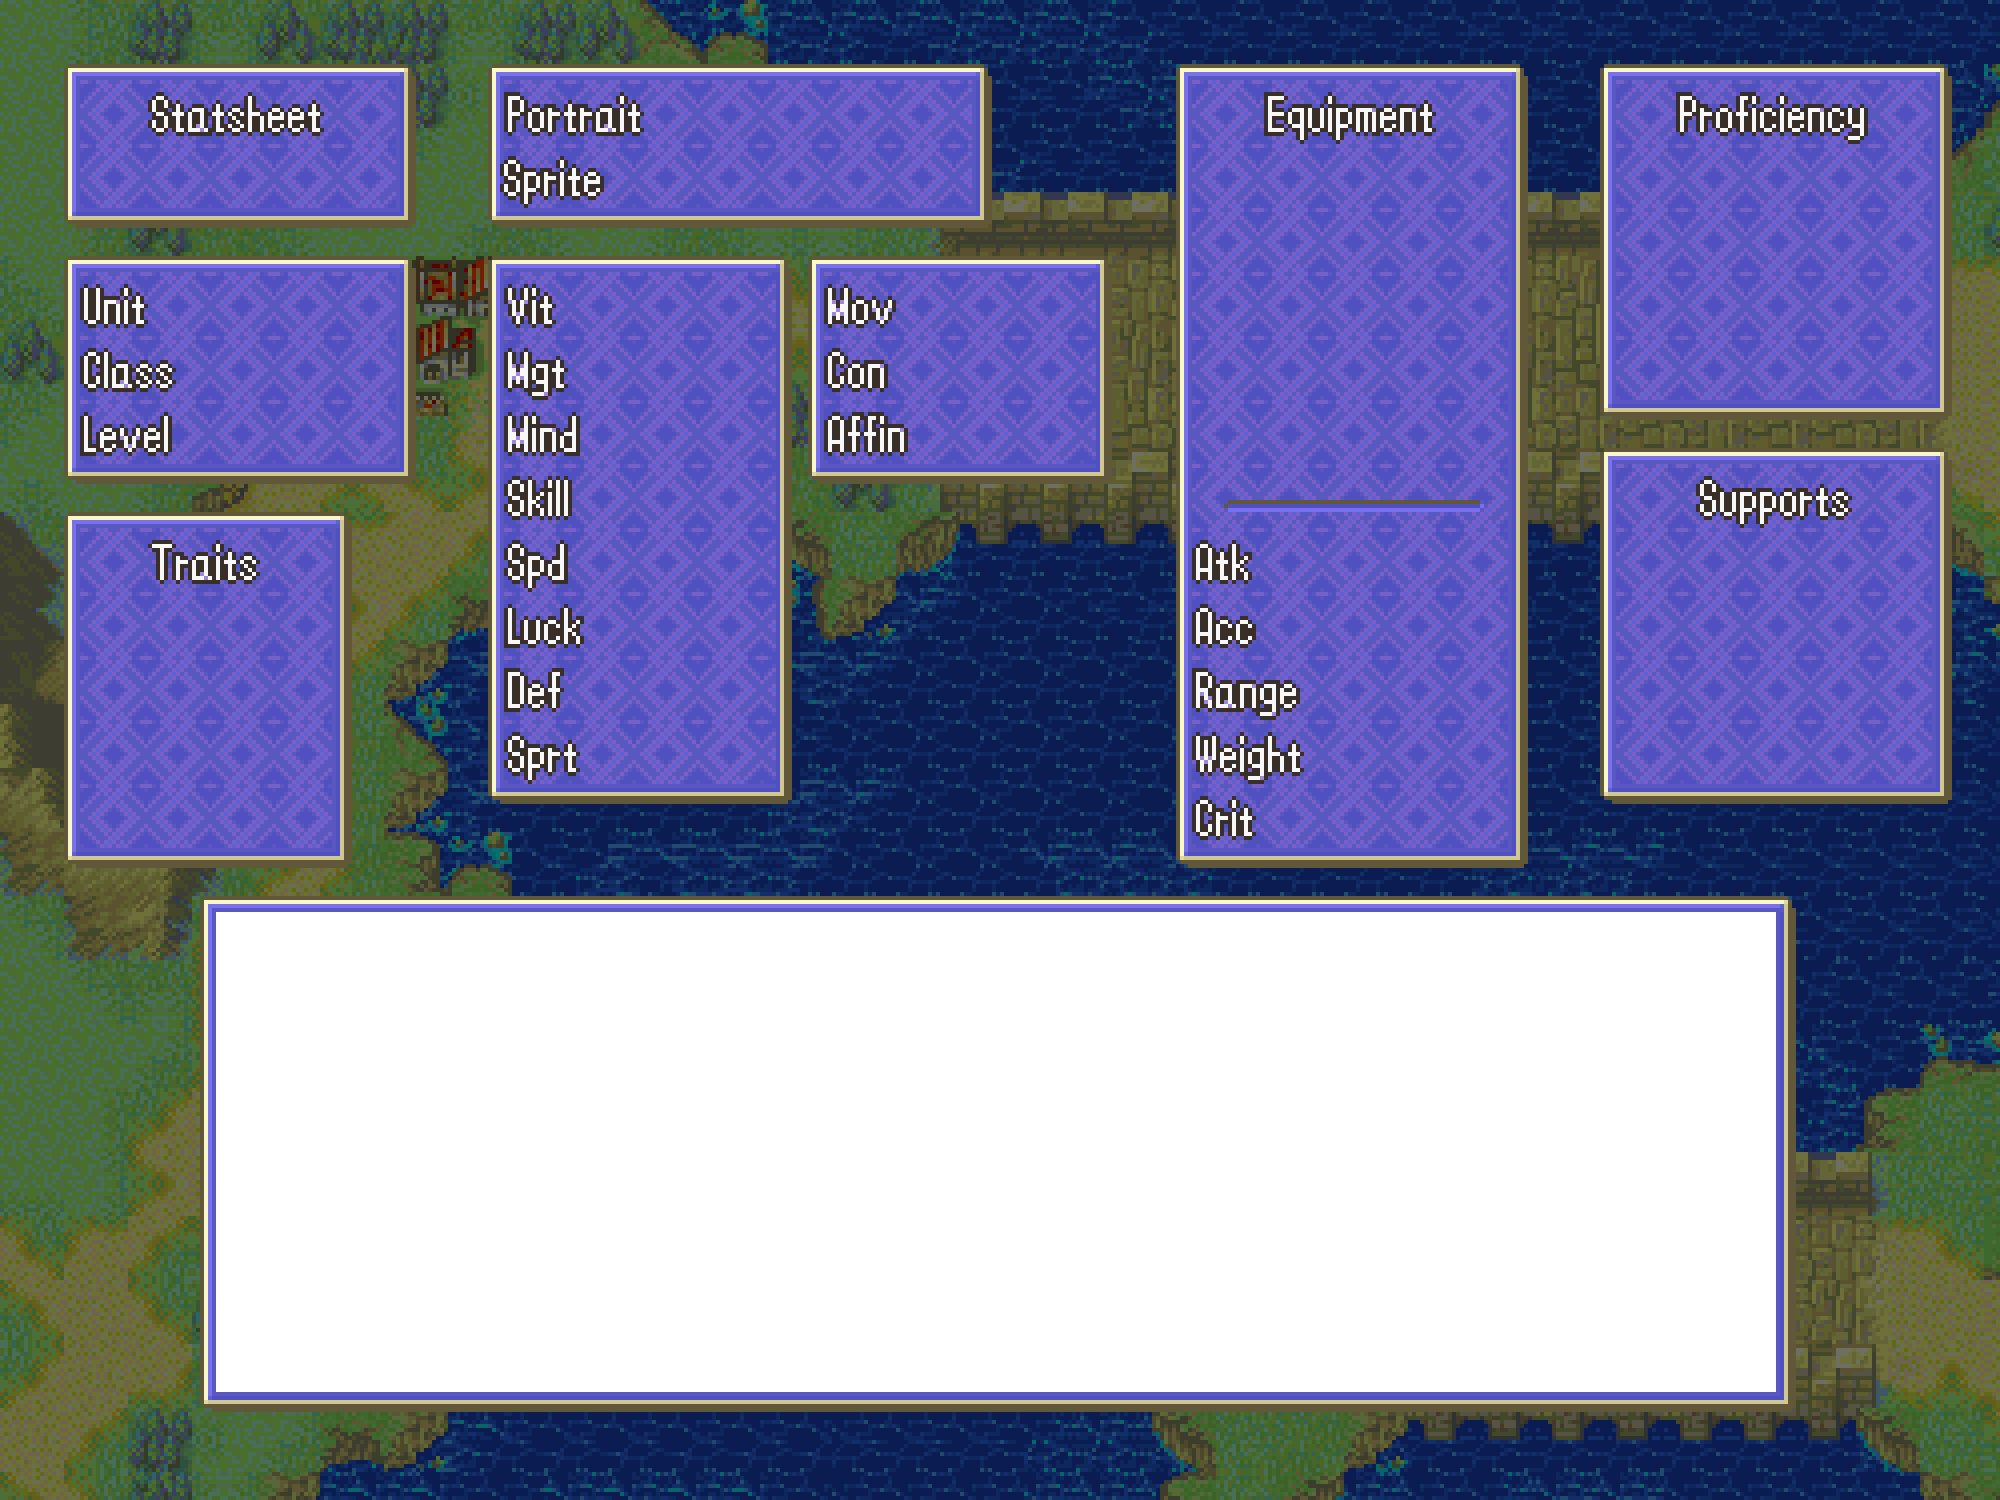 Statsheet
Portrait
Sprite
Unit
Class
Level
Traits
Vit
Mgt
Mind
Skill
Spd
Luck
Def
Sprt
Mov
Con
Affin
Equipment
Atk
Acc
Range
Weight
Crit
Proficiency
Supports